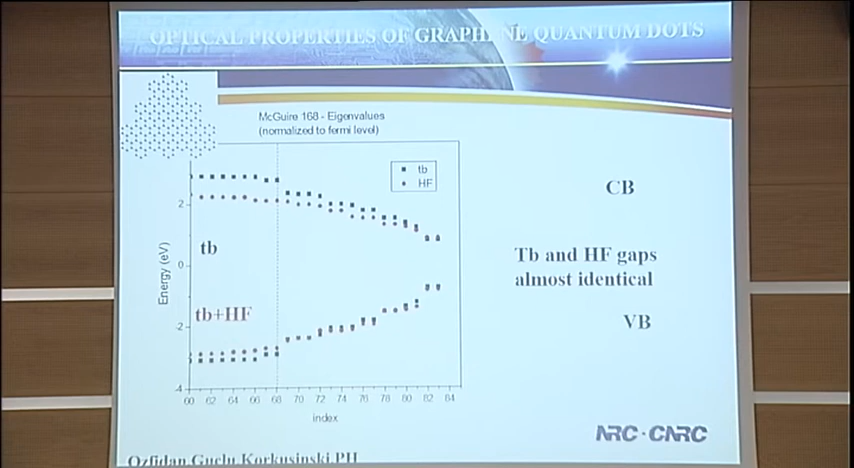 OPTICAL PROPERTIES OF GRAPHENE QUANTUM DOTS
McGuire 168 - Eigenvalues
(normalized to fermi level)
tb
HF
CB
2
tb
Tb and HF gaps
almost identical
0
Energy (eV)
tb+HF
VB
-2
-4
60 62 64 66 68 70 72 74 76 78 80 82 84
index
NRC·CNRC
Ozfidan,Guclu,Korkusinski,PH